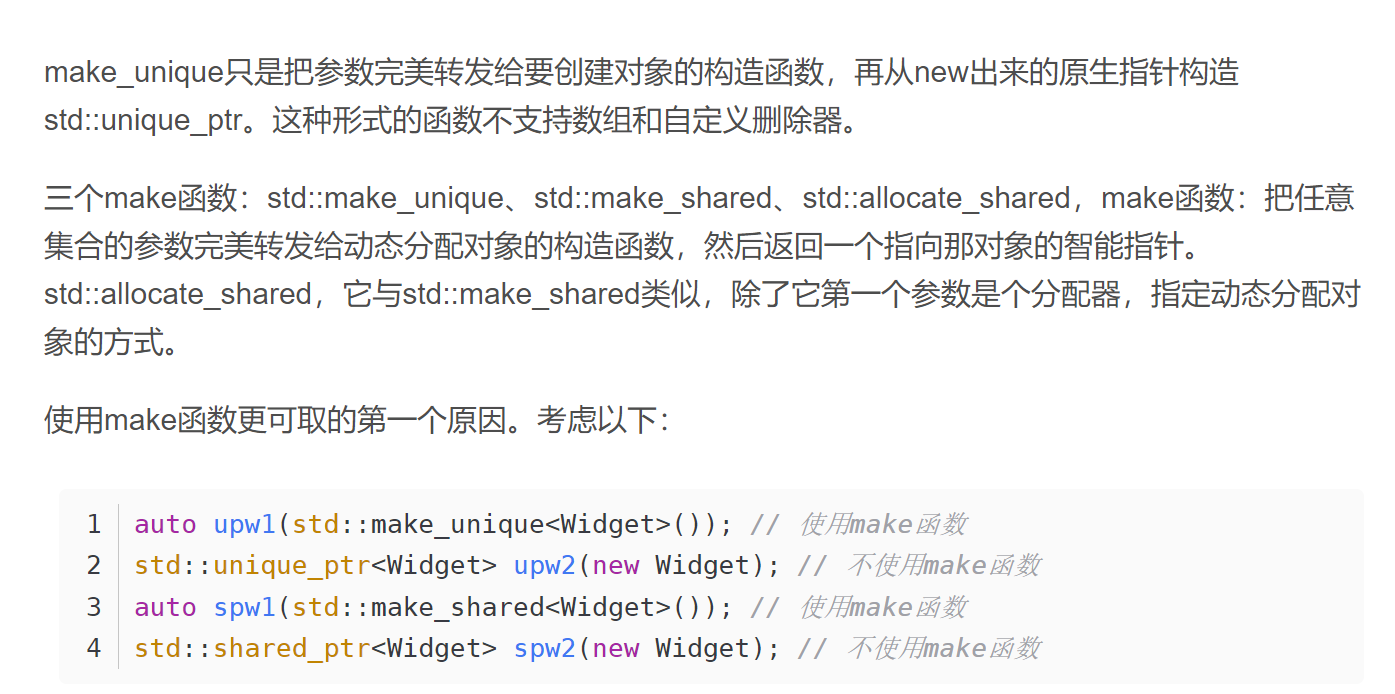 make_unique只是把参数完美转发给要创建对象的构造函数，再从new出来的原生指针构造
std::unique_ptr。这种形式的函数不支持数组和自定义删除器。
三个make函数：std::make_unique、std::make_shared、std::allocate_shared，make函数：把任意
集合的参数完美转发给动态分配对象的构造函数，然后返回一个指向那对象的智能指针。
std::allocate_shared，它与std::make_shared类似，除了它第一个参数是个分配器，指定动态分配对
象的方式。
使用make函数更可取的第一个原因。考虑以下：
1 auto upw1(std::make_unique<Widget>()); // 使用make函数
2 std::unique_ptr<Widget> upw2(new Widget); // 不使用make函数
3 auto spw1(std::make_shared<Widget>()); // 使用make函数
4 std::shared_ptr<Widget> spw2(new Widget); // 不使用make函数